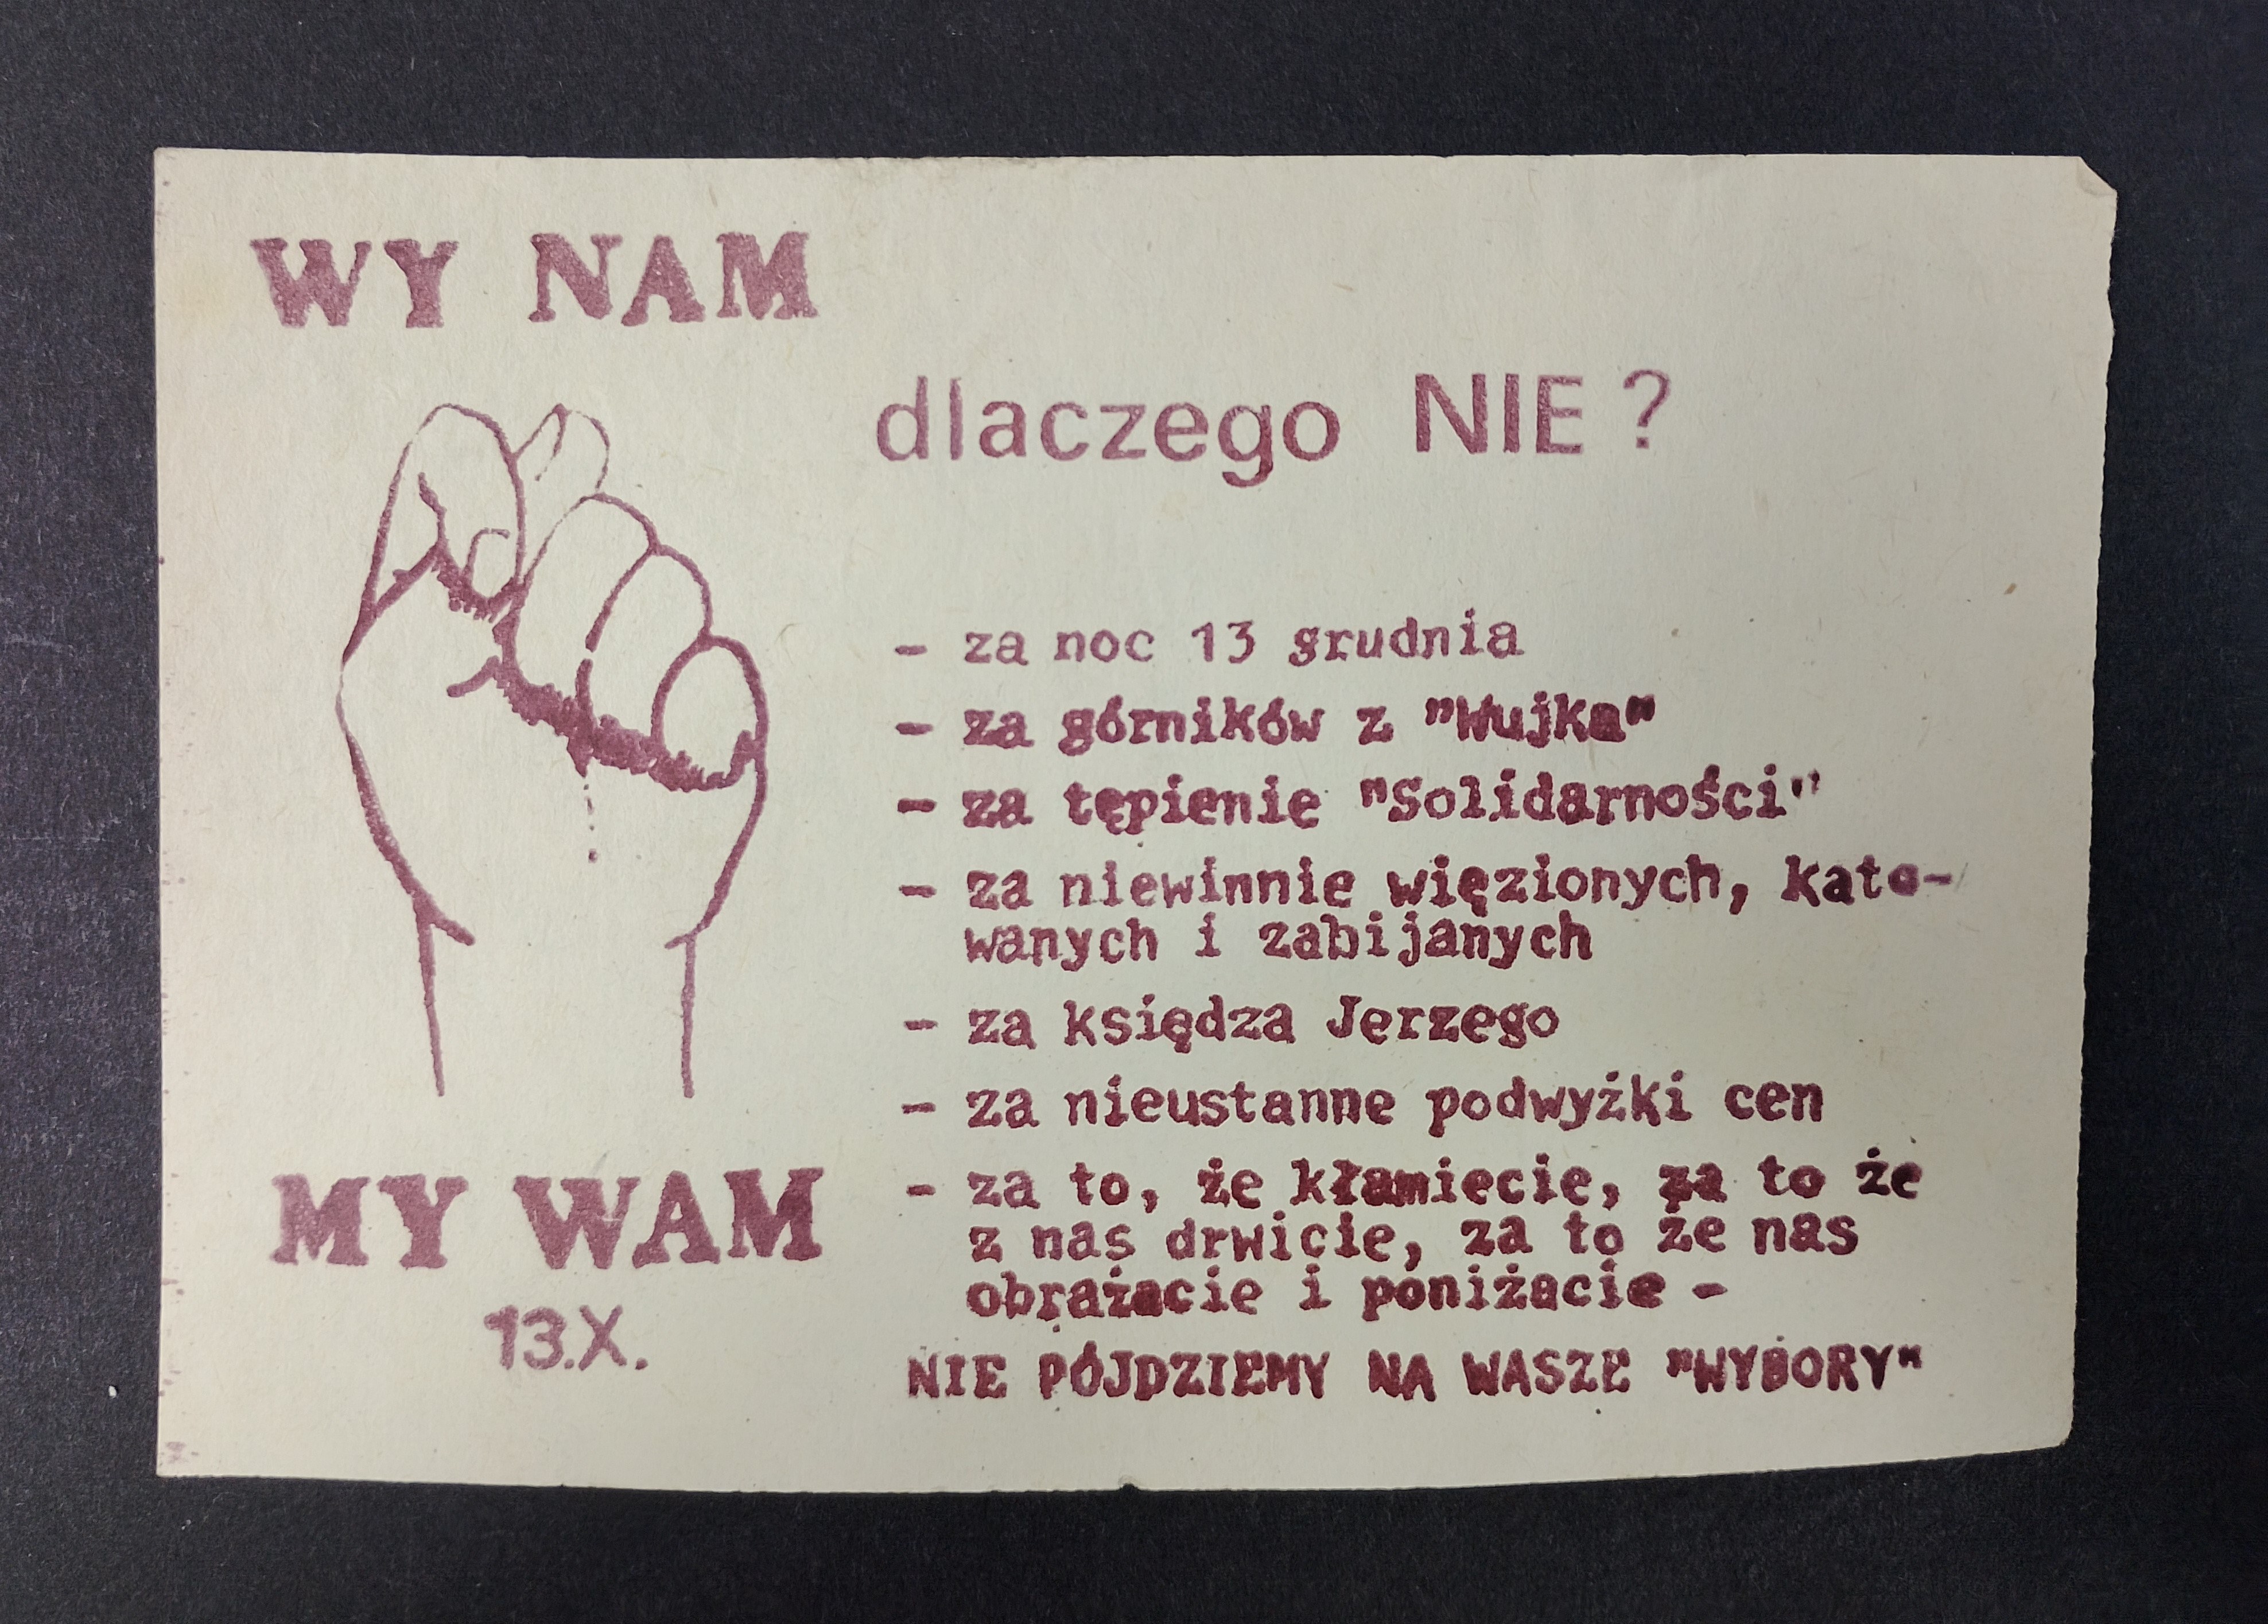 WY NAM
dlaczego NIE?
- za noc 13 grudnia
- za górników z "Wujka"
- za tępienie "Solidarności"
- za niewinnie więzionych, kato-
wanych i zabijanych
- za księdza Jerzego
- za nieustanne podwyżki cen
- za to, że kłamiecie, za to że
z nas drwicie, za to że nas
obrażacie i poniżacie -
NIE PÓJDZIEMY NA WASZE "WYBORY"
MY WAM
13.X.